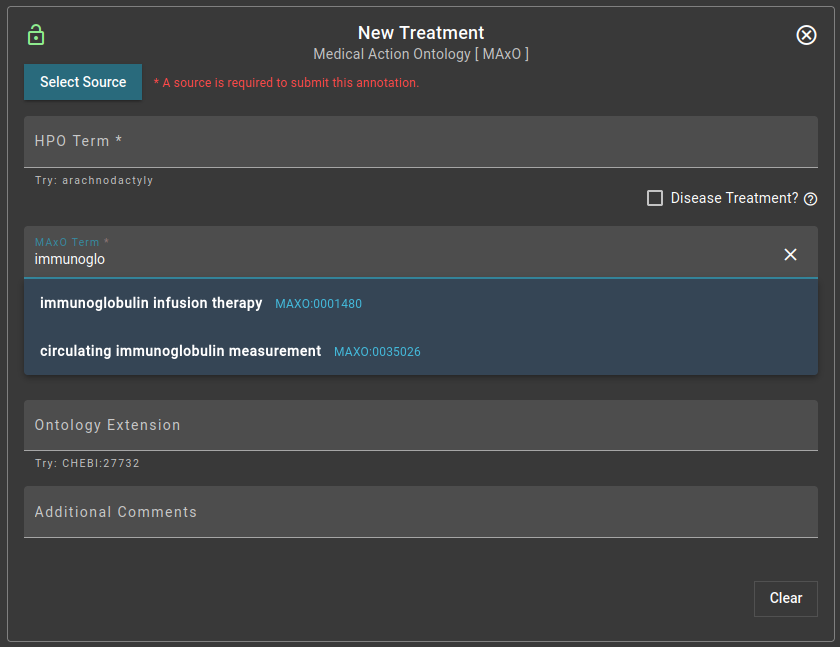 New Treatment
Medical Action Ontology [ MAxO ]
Select Source
* A source is required to submit this annotation.
HPO Term *
Try: arachnodactyly
Disease Treatment?
MAxO Term *
immunoglo
immunoglobulin infusion therapy MAXO:0001480
circulating immunoglobulin measurement MAXO:0035026
Ontology Extension
Try: CHEBI:27732
Additional Comments
Clear